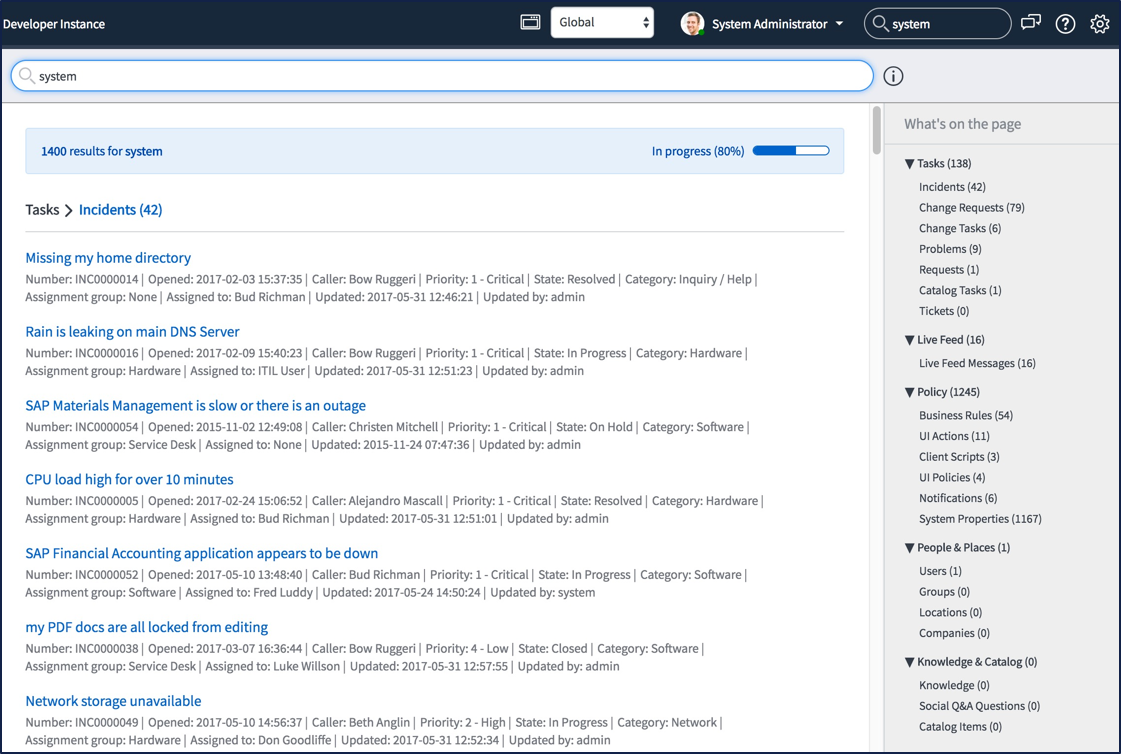 Developer Instance
Global
System Administrator
system
system
1400 results for system
In progress (80%)
Tasks > Incidents (42)
Missing my home directory
Number: INC0000014 | Opened: 2017-02-03 15:37:35 | Caller: Bow Ruggeri | Priority: 1 - Critical | State: Resolved | Category: Inquiry / Help |
Assignment group: None | Assigned to: Bud Richman | Updated: 2017-05-31 12:46:21 | Updated by: admin
Rain is leaking on main DNS Server
Number: INC0000016 | Opened: 2017-02-09 15:40:23 | Caller: Bow Ruggeri | Priority: 1 - Critical | State: In Progress | Category: Hardware |
Assignment group: Hardware | Assigned to: ITIL User | Updated: 2017-05-31 12:51:23 | Updated by: admin
SAP Materials Management is slow or there is an outage
Number: INC0000054 | Opened: 2015-11-02 12:49:08 | Caller: Christen Mitchell | Priority: 1 - Critical | State: On Hold | Category: Software |
Assignment group: Service Desk | Assigned to: None | Updated: 2015-11-24 07:47:36 | Updated by: admin
CPU load high for over 10 minutes
Number: INC0000005 | Opened: 2017-02-24 15:06:52 | Caller: Alejandro Mascall | Priority: 1 - Critical | State: Resolved | Category: Hardware |
Assignment group: Hardware | Assigned to: Bud Richman | Updated: 2017-05-31 12:51:01 | Updated by: admin
SAP Financial Accounting application appears to be down
Number: INC0000052 | Opened: 2017-05-10 13:48:40 | Caller: Bud Richman | Priority: 1 - Critical | State: In Progress | Category: Software |
Assignment group: Software | Assigned to: Fred Luddy | Updated: 2017-05-24 14:50:24 | Updated by: system
my PDF docs are all locked from editing
Number: INC0000038 | Opened: 2017-03-07 16:36:44 | Caller: Bow Ruggeri | Priority: 4 - Low | State: Closed | Category: Software |
Assignment group: Service Desk | Assigned to: Luke Willson | Updated: 2017-05-31 12:57:55 | Updated by: admin
Network storage unavailable
Number: INC0000049 | Opened: 2017-05-10 14:56:37 | Caller: Beth Anglin | Priority: 2 - High | State: In Progress | Category: Network |
Assignment group: Hardware | Assigned to: Don Goodliffe | Updated: 2017-05-31 12:52:34 | Updated by: admin
What's on the page
Tasks (138)
Incidents (42)
Change Requests (79)
Change Tasks (6)
Problems (9)
Requests (1)
Catalog Tasks (1)
Tickets (0)
Live Feed (16)
Live Feed Messages (16)
Policy (1245)
Business Rules (54)
UI Actions (11)
Client Scripts (3)
UI Policies (4)
Notifications (6)
System Properties (1167)
People & Places (1)
Users (1)
Groups (0)
Locations (0)
Companies (0)
Knowledge & Catalog (0)
Knowledge (0)
Social Q&A Questions (0)
Catalog Items (0)